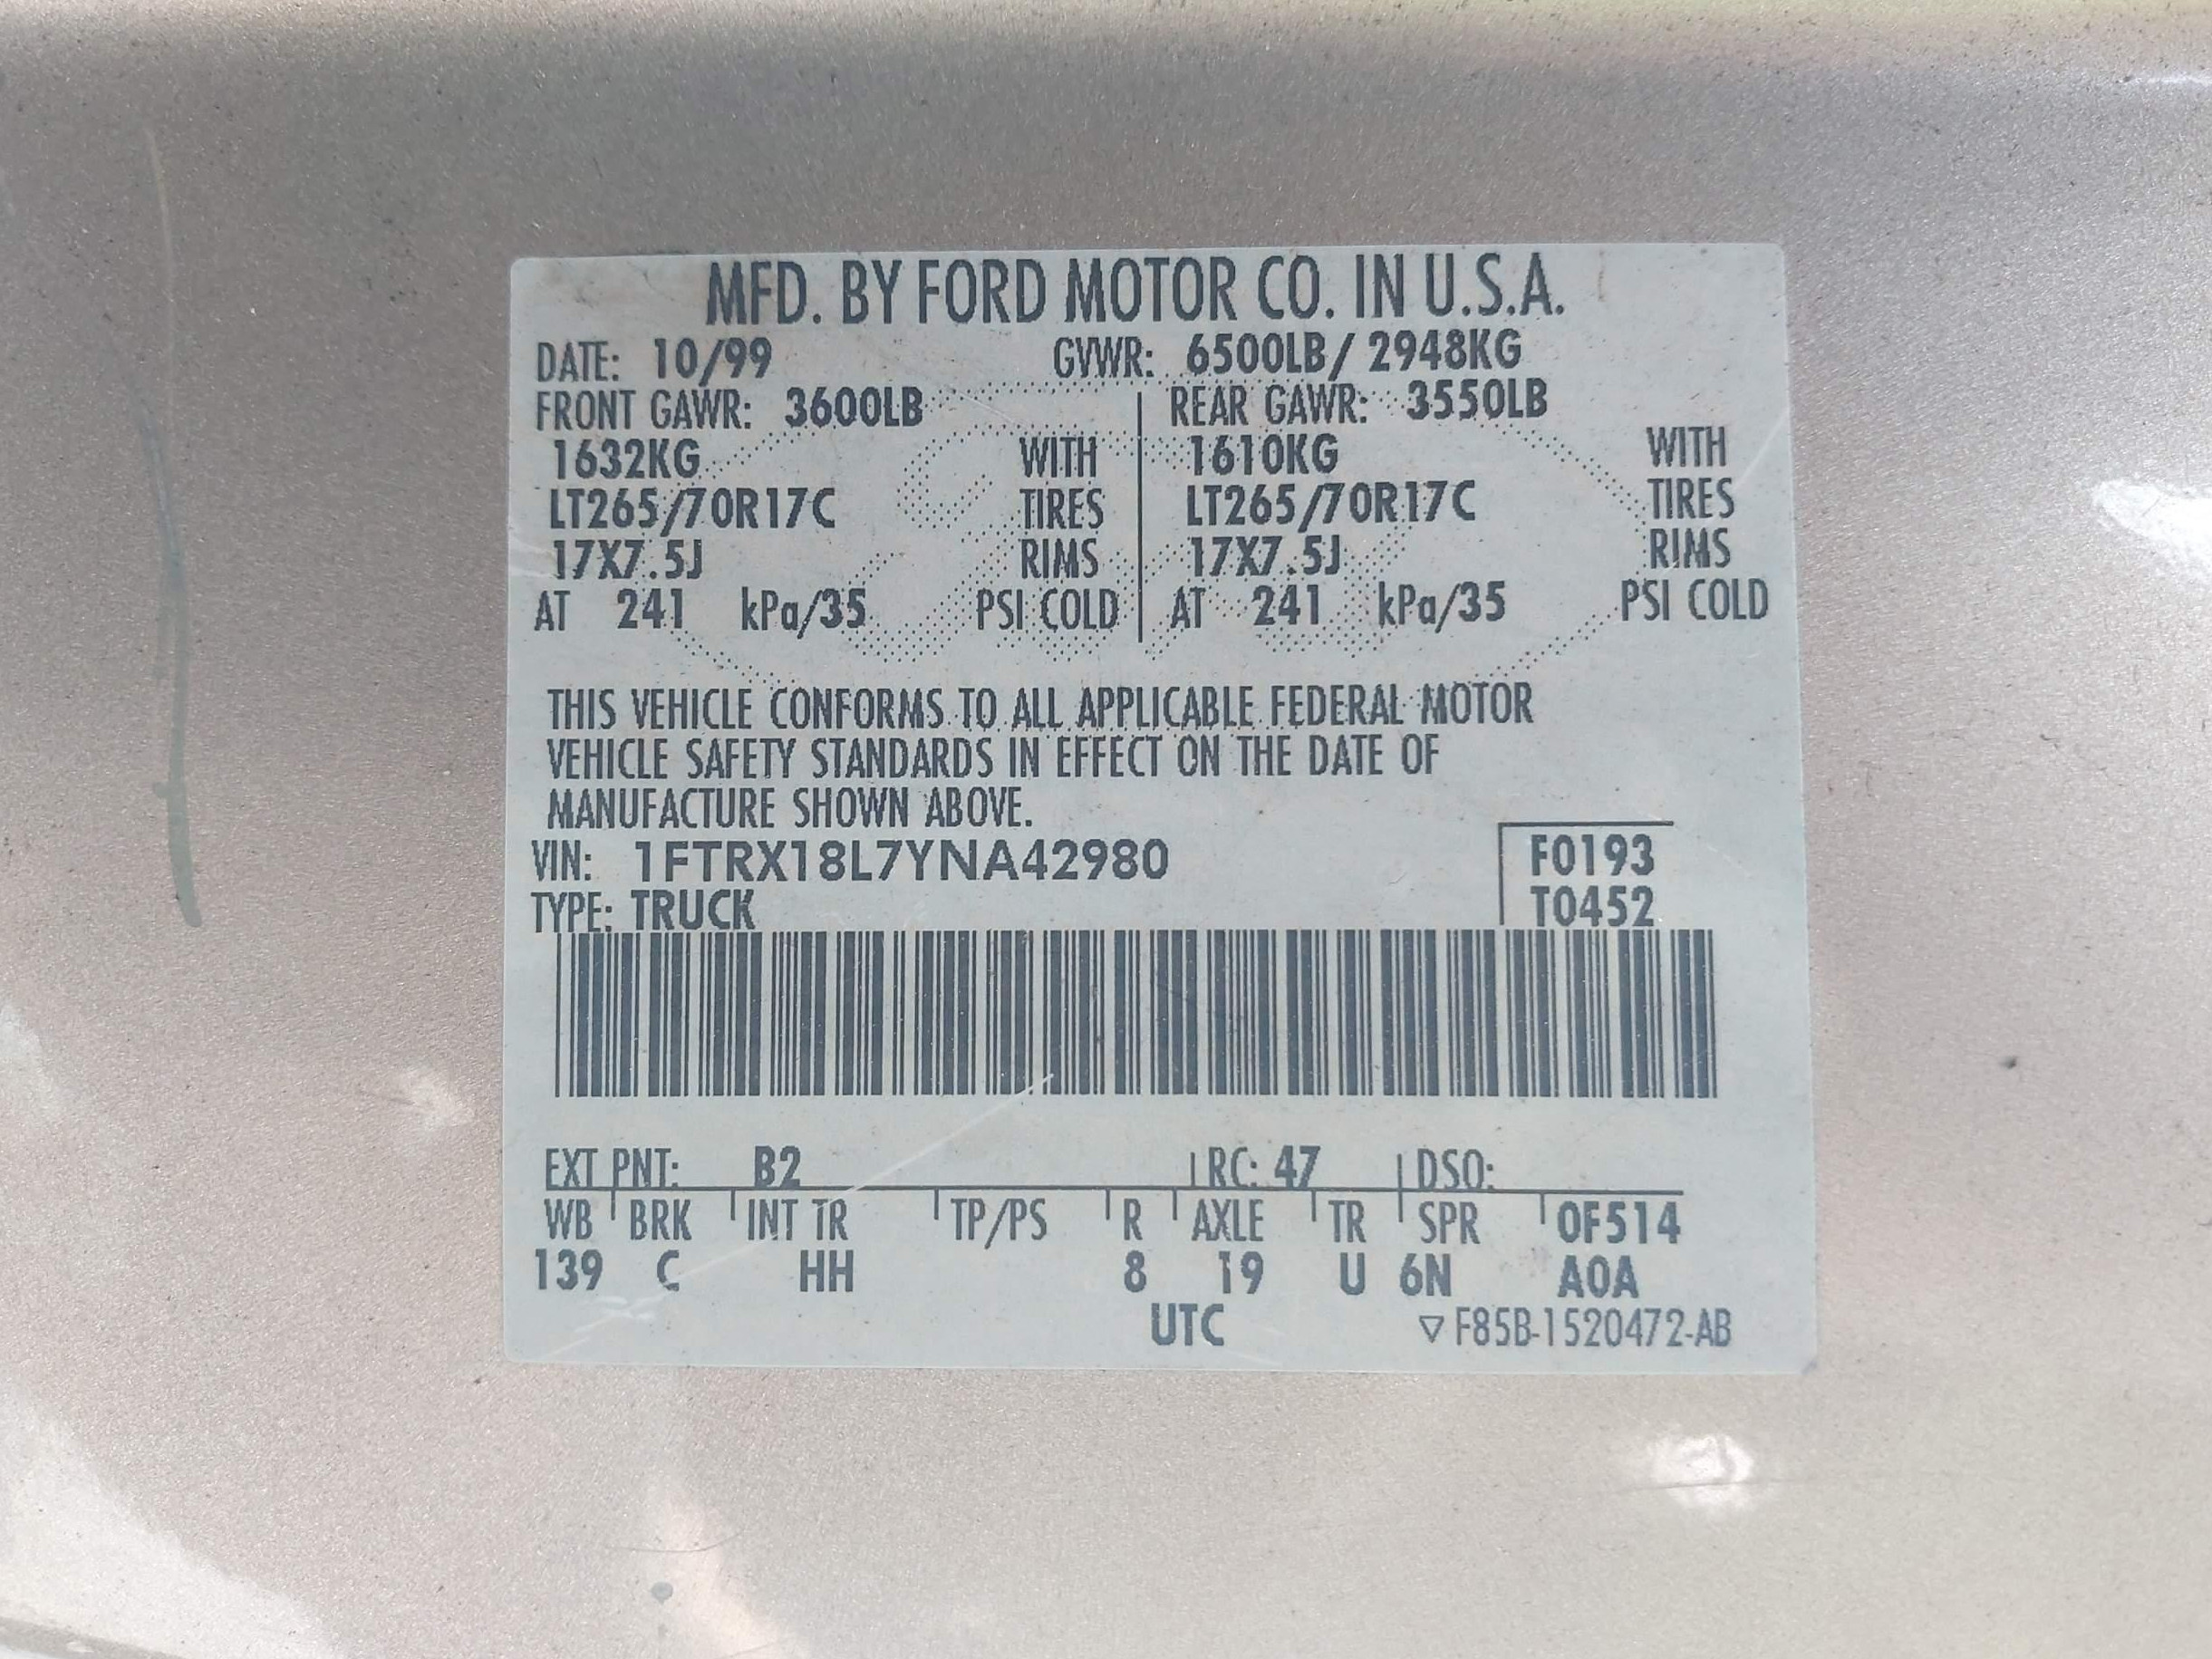 MFD. BY FORD MOTOR CO. IN U.S.A.
DATE: 10/99 GVWR: 6500LB/ 2948KG
FRONT GAWR: 3600LB REAR GAWR: 3550LB
1632KG WITH 1610KG WITH
LT265/70R17C TIRES LT265/70R17C TIRES
17X7.5J RIMS 17X7.5J RIMS
AT 241 kPa/35 PSI COLD AT 241 kPa/35 PSI COLD
THIS VEHICLE CONFORMS TO ALL APPLICABLE FEDERAL MOTOR
VEHICLE SAFETY STANDARDS IN EFFECT ON THE DATE OF
MANUFACTURE SHOWN ABOVE.
VIN: 1FTRX18L7YNA42980 F0193
TYPE: TRUCK T0452
EXT PNT: B2 RC: 47 DSO:
WB BRK INT TR TP/PS R AXLE TR SPR 0F514
139 C HH 8 19 U 6N A0A
UTC ▽ F85B-1520472-AB